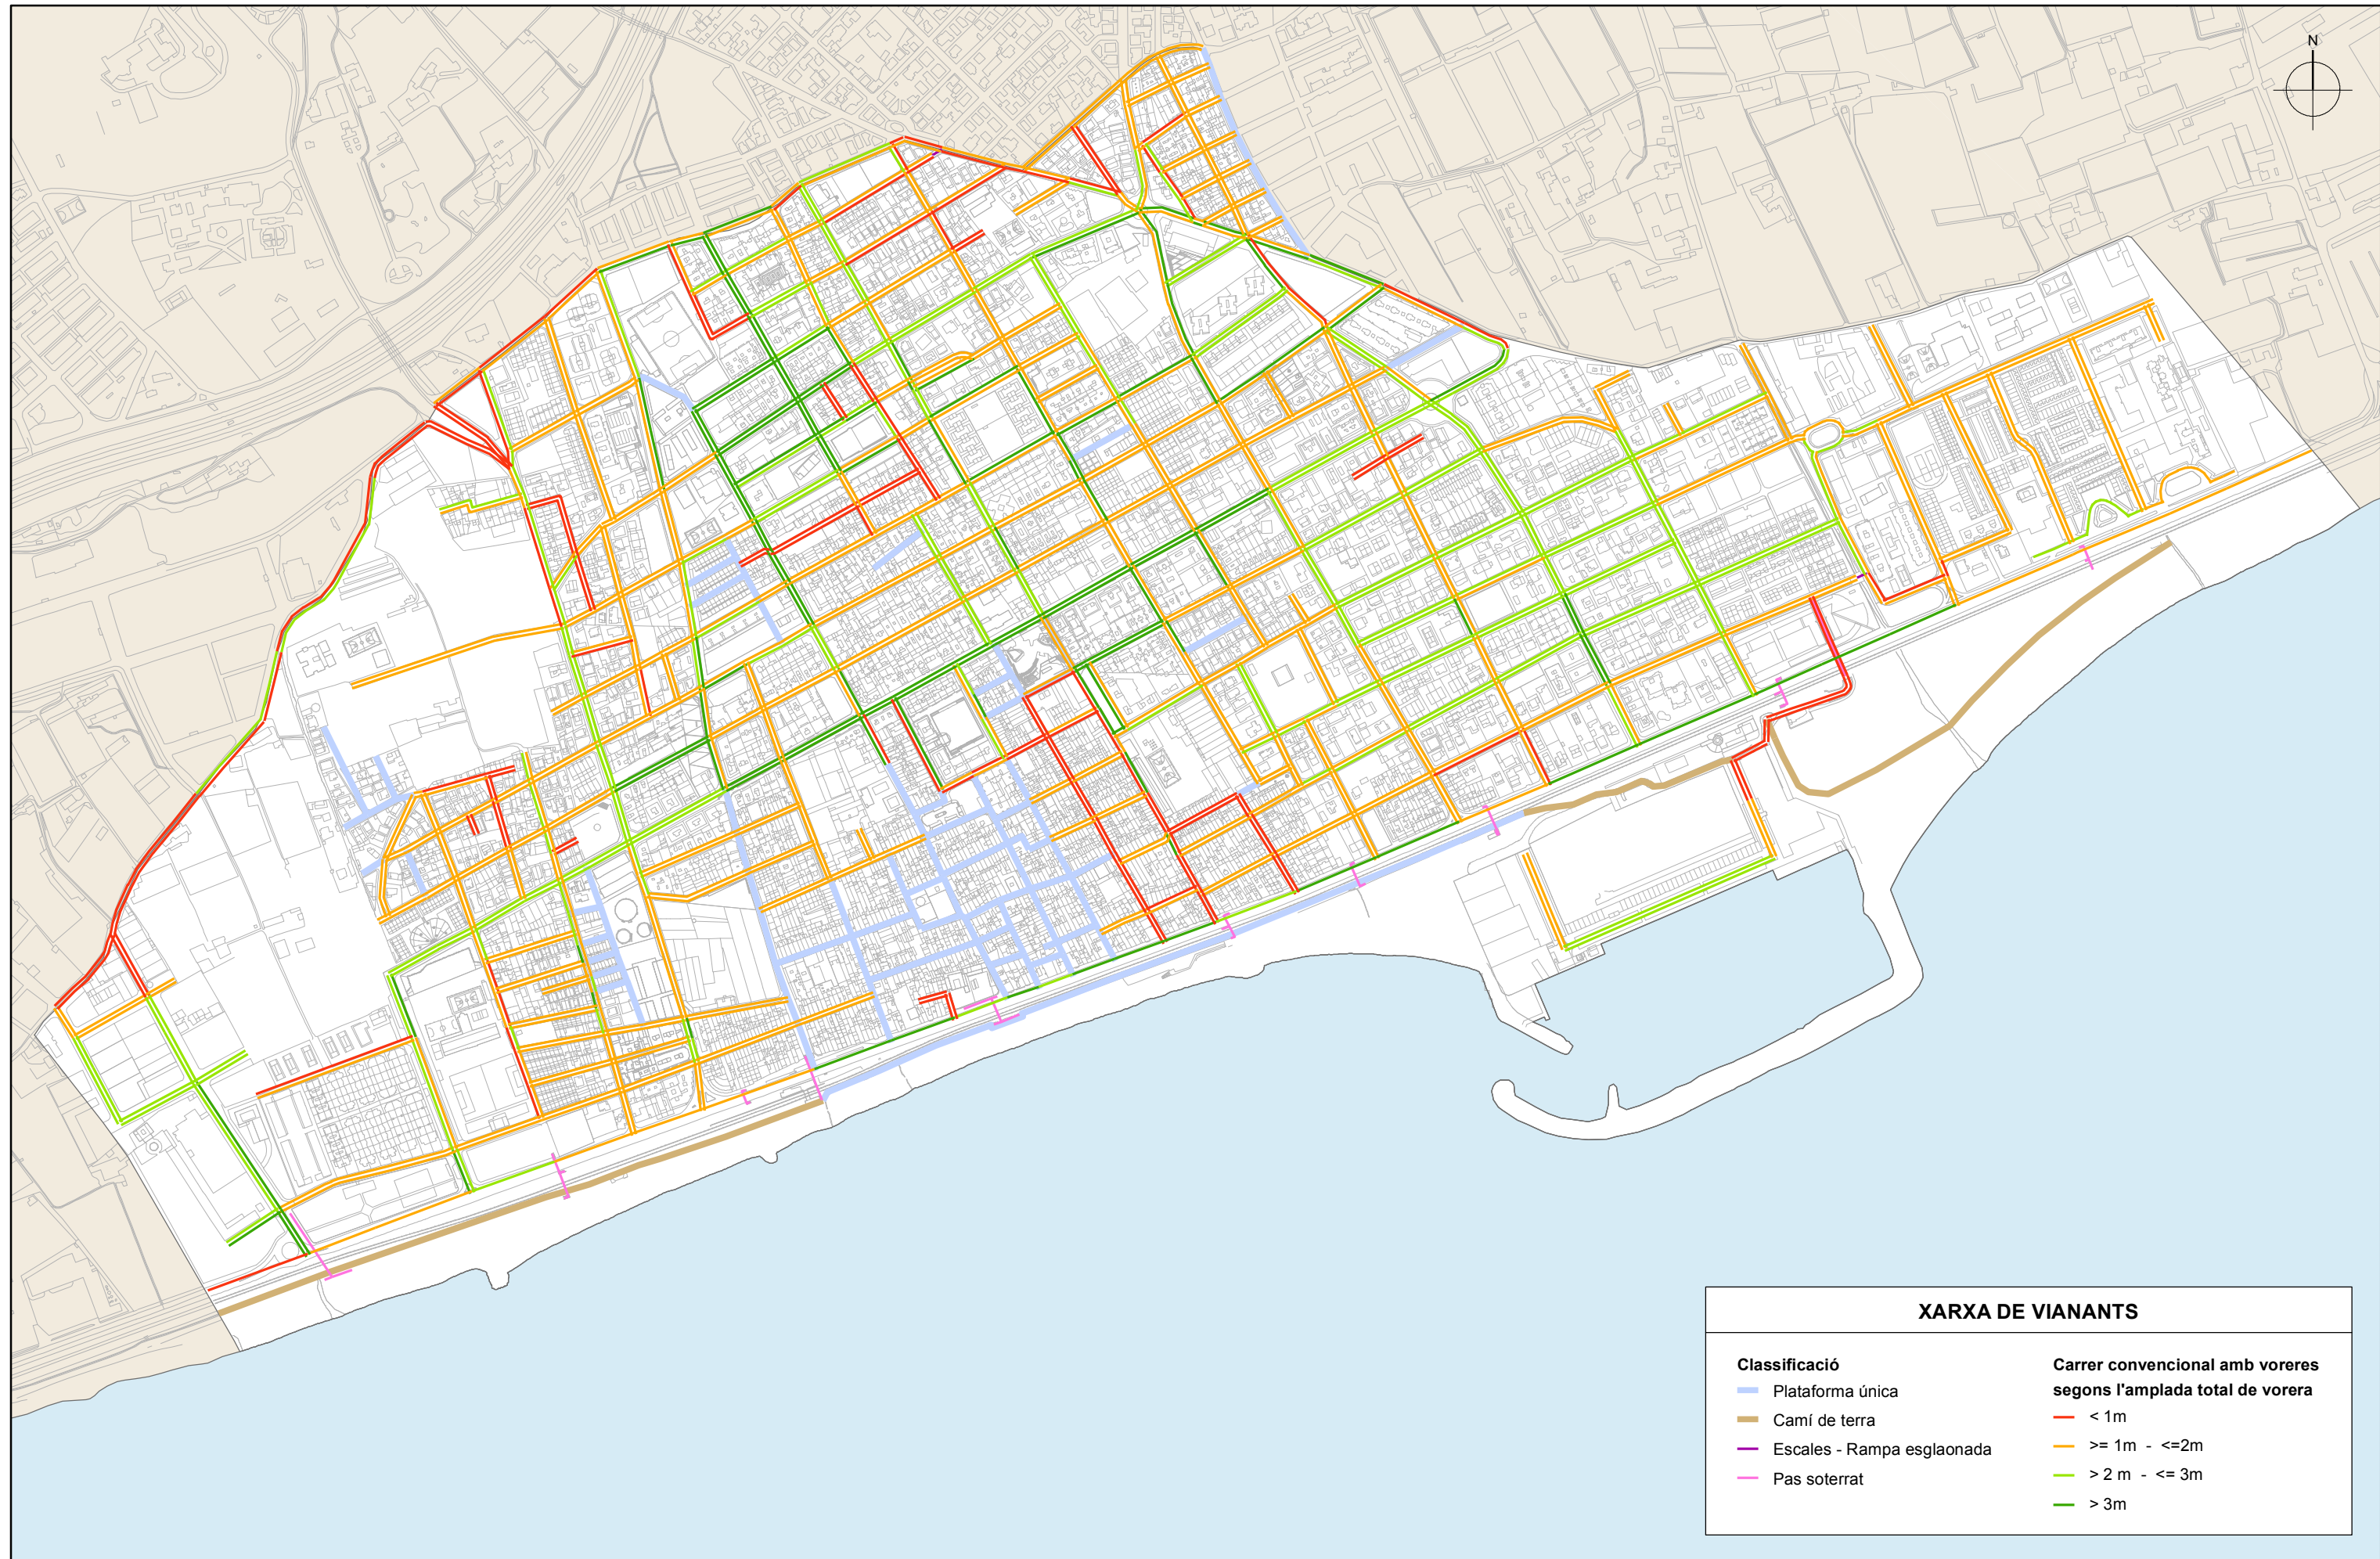 N
XARXA DE VIANANTS
Classificació
Plataforma única
Camí de terra
Escales - Rampa esglaonada
Pas soterrat
Carrer convencional amb voreres
segons l'amplada total de vorera
< 1m
>= 1m - <=2m
> 2 m - <= 3m
> 3m